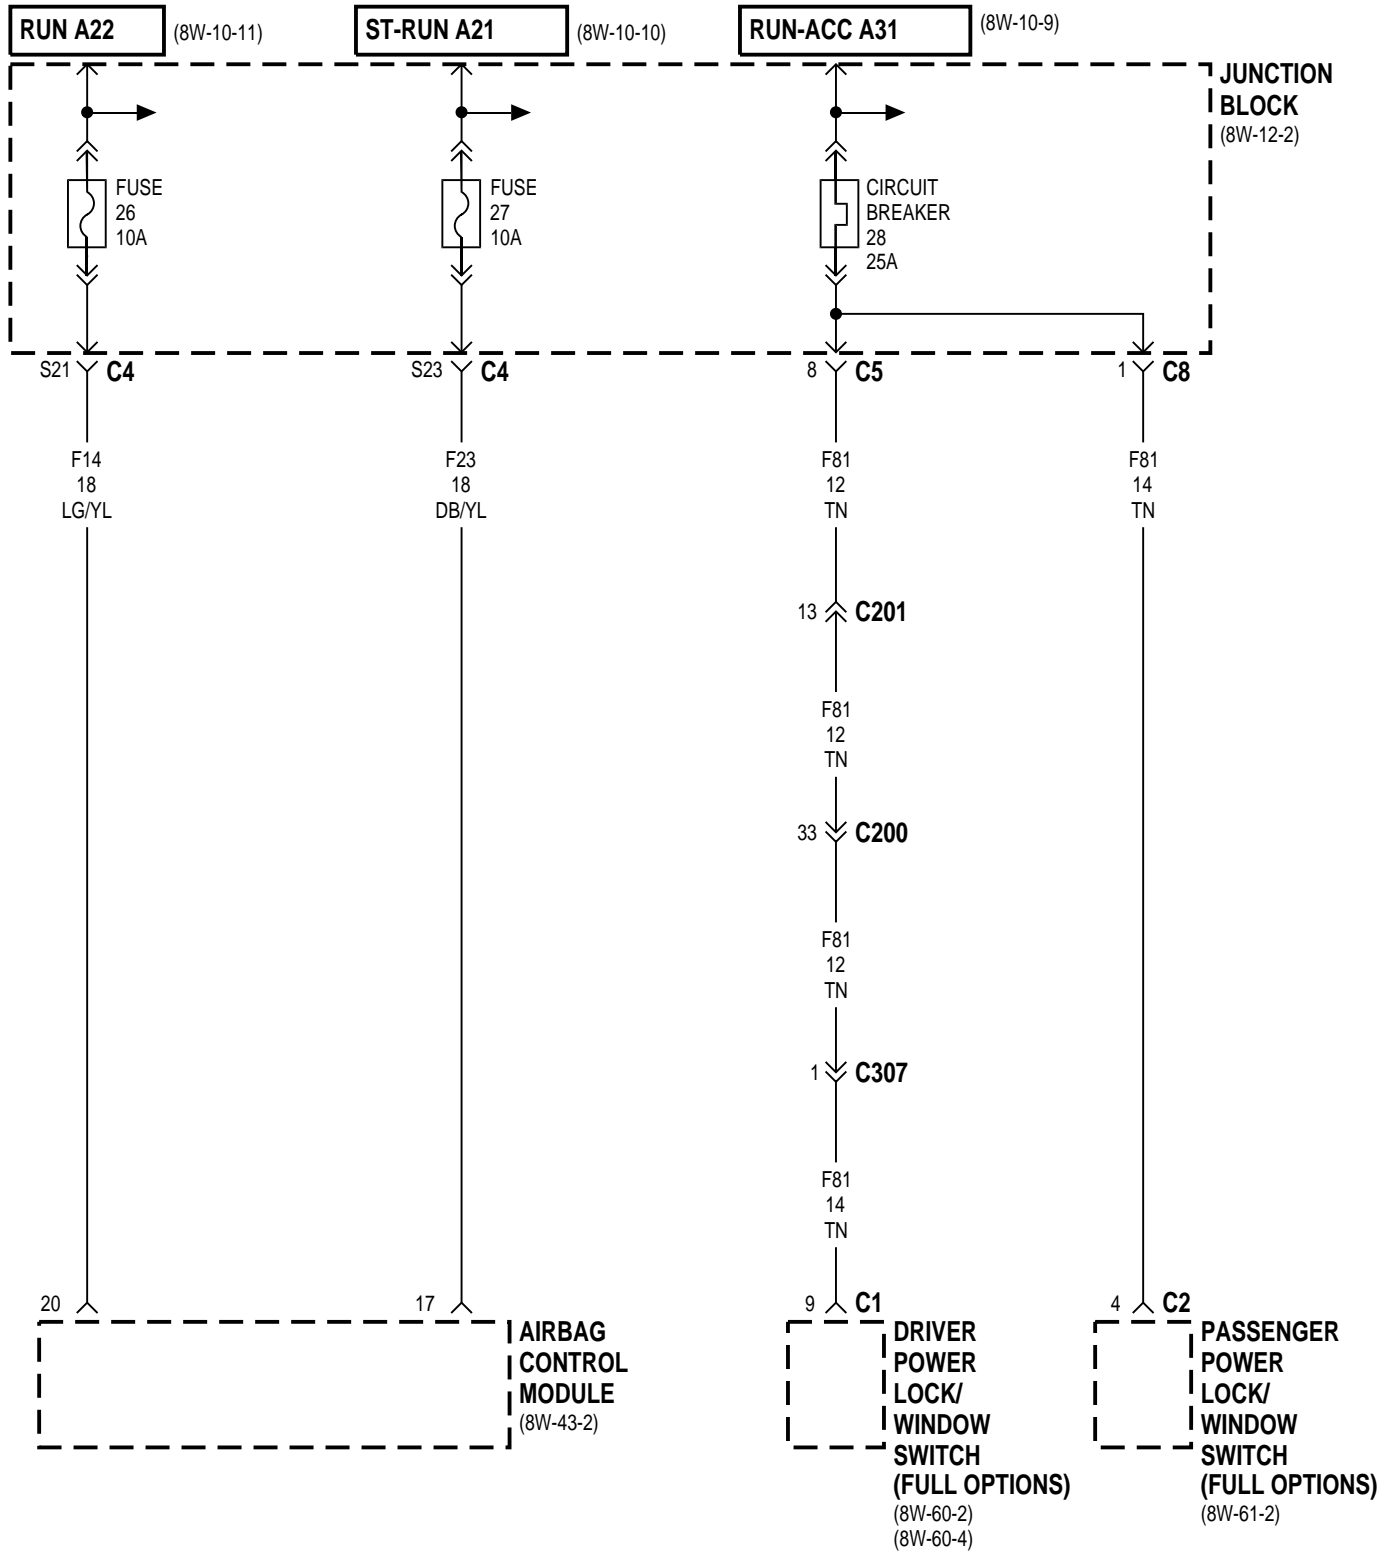 RUN A22
(8W-10-11)
ST-RUN A21
(8W-10-10)
RUN-ACC A31
(8W-10-9)
JUNCTION
BLOCK
(8W-12-2)
FUSE
26
10A
FUSE
27
10A
CIRCUIT
BREAKER
28
25A
S21
C4
S23
C4
8
C5
1
C8
F14
18
LG/YL
F23
18
DB/YL
F81
12
TN
F81
14
TN
13
C201
F81
12
TN
33
C200
F81
12
TN
1
C307
F81
14
TN
20
17
9
C1
4
C2
AIRBAG
CONTROL
MODULE
(8W-43-2)
DRIVER
POWER
LOCK/
WINDOW
SWITCH
(FULL OPTIONS)
(8W-60-2)
(8W-60-4)
PASSENGER
POWER
LOCK/
WINDOW
SWITCH
(FULL OPTIONS)
(8W-61-2)